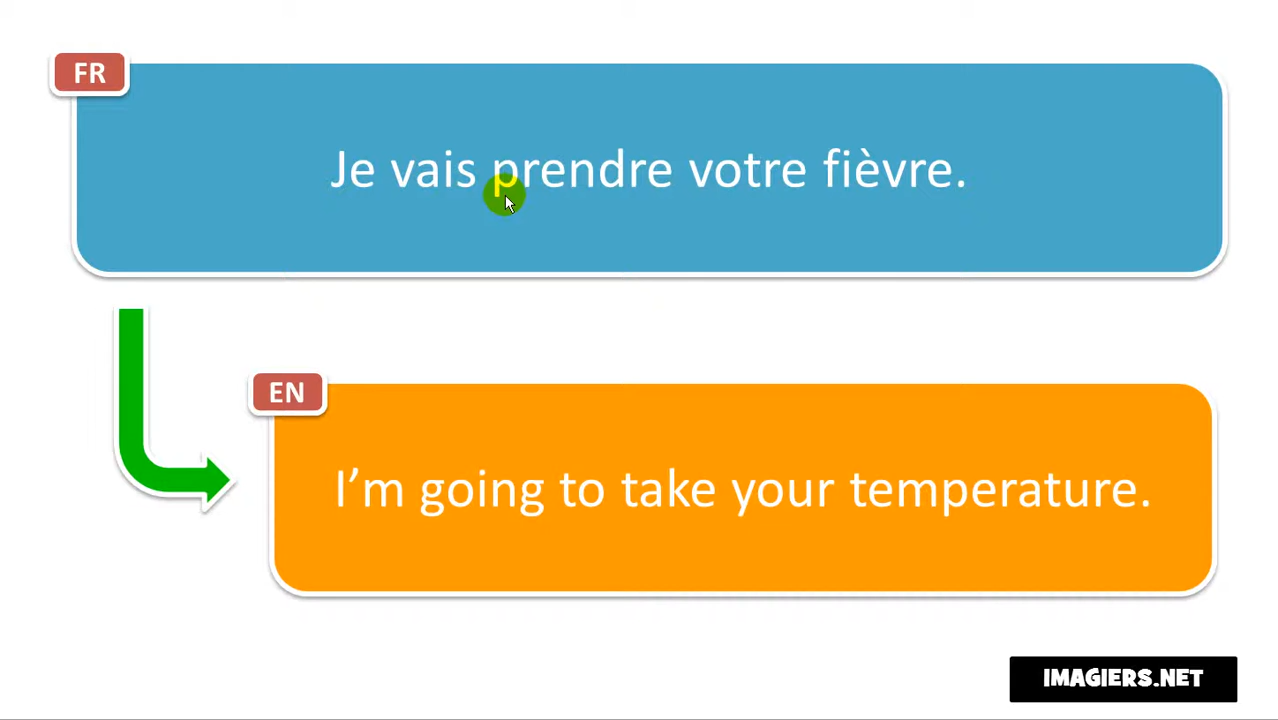 FR
Je vais prendre votre fièvre.
EN
I’m going to take your temperature.
IMAGIERS.NET